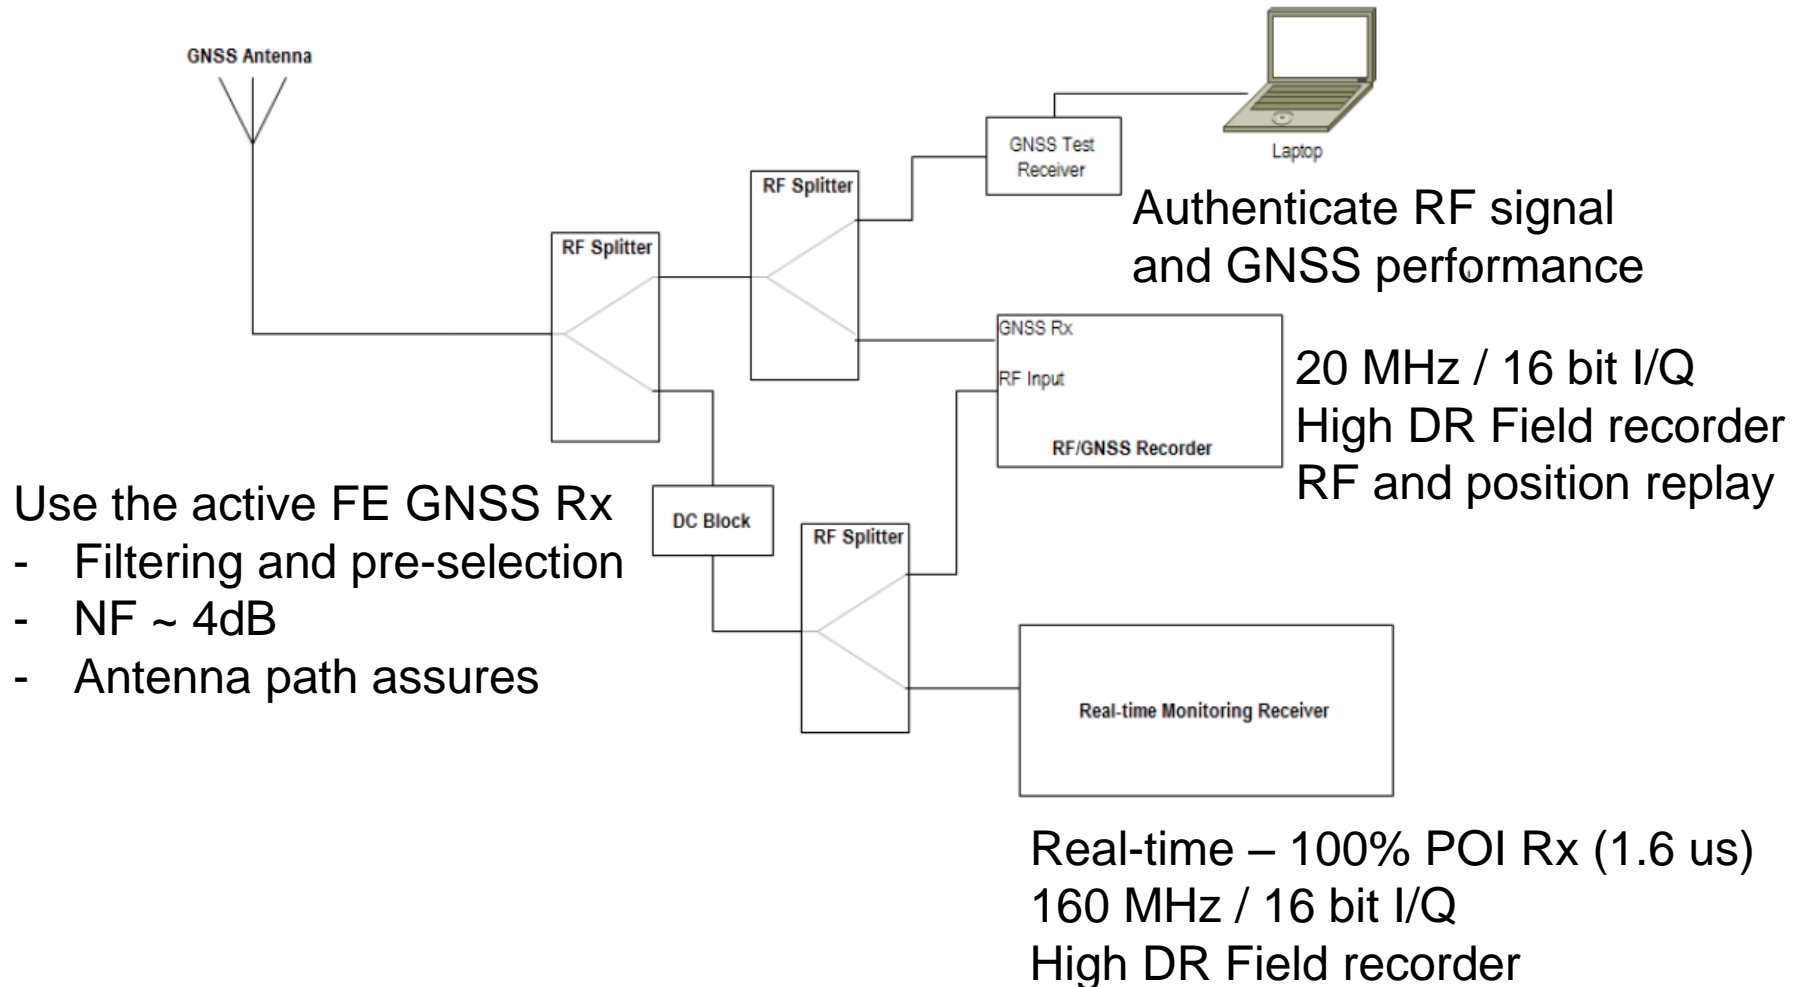 GNSS Antenna
GNSS Test
Receiver
Laptop
RF Splitter
Authenticate RF signal
and GNSS performance
RF Splitter
GNSS Rx
RF Input
RF/GNSS Recorder
20 MHz / 16 bit I/Q
High DR Field recorder
RF and position replay
Use the active FE GNSS Rx
- Filtering and pre-selection
- NF ~ 4dB
- Antenna path assures
DC Block
RF Splitter
Real-time Monitoring Receiver
Real-time – 100% POI Rx (1.6 us)
160 MHz / 16 bit I/Q
High DR Field recorder